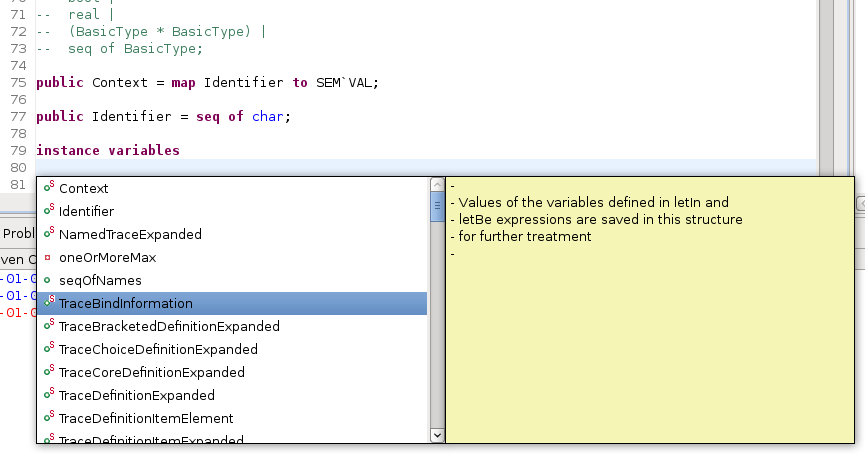 71 -- real |
72 -- (BasicType * BasicType) |
73 -- seq of BasicType;
74
75 public Context = map Identifier to SEM`VAL;
76
77 public Identifier = seq of char;
78
79 instance variables
80
81
Context
Identifier
NamedTraceExpanded
oneOrMoreMax
seqOfNames
TraceBindInformation
TraceBracketedDefinitionExpanded
TraceChoiceDefinitionExpanded
TraceCoreDefinitionExpanded
TraceDefinitionExpanded
TraceDefinitionItemElement
TraceDefinitionItemExpanded
-
- Values of the variables defined in letIn and
- letBe expressions are saved in this structure
- for further treatment
-
Probl
ven C
-01-0
-01-0
-01-0